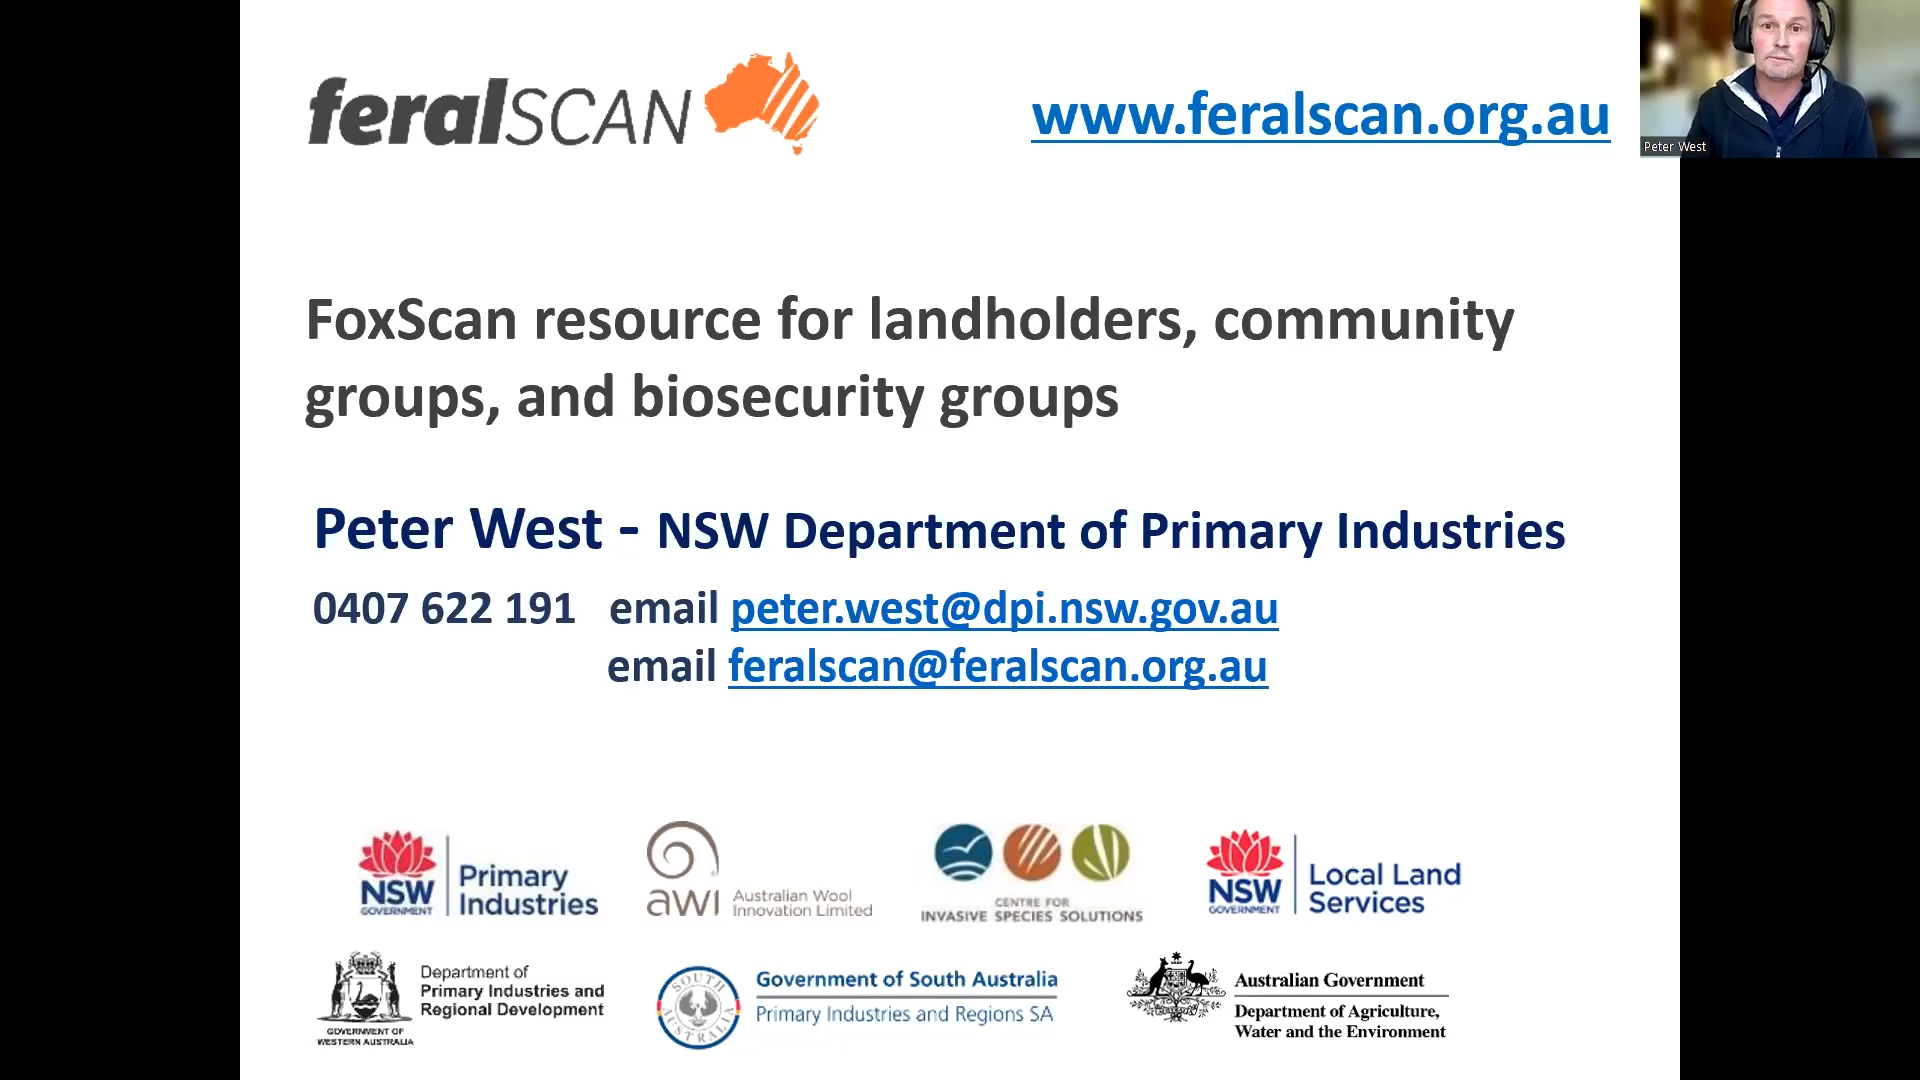 feralSCAN
www.feralscan.org.au
Peter West
FoxScan resource for landholders, community
groups, and biosecurity groups
Peter West - NSW Department of Primary Industries
0407 622 191 email peter.west@dpi.nsw.gov.au
email feralscan@feralscan.org.au
NSW
GOVERNMENT
Primary
Industries
awi
Australian Wool
Innovation Limited
CENTRE FOR
INVASIVE SPECIES SOLUTIONS
NSW
GOVERNMENT
Local Land
Services
GOVERNMENT OF
WESTERN AUSTRALIA
Department of
Primary Industries and
Regional Development
SOUTH AUSTRALIA
Government of South Australia
Primary Industries and Regions SA
Australian Government
Department of Agriculture,
Water and the Environment